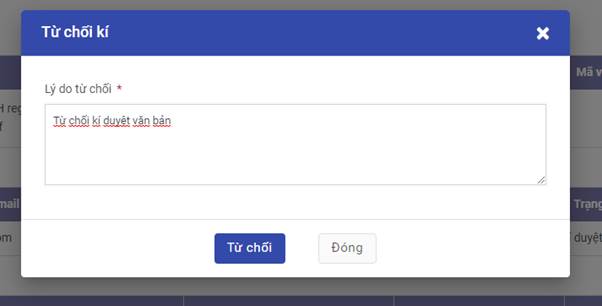 Từ chối kí
Mã v
H reg
f
Lý do từ chối *
Từ chối kí duyệt văn bản
mail
Trạng
om
duyệt
Từ chối
Đóng